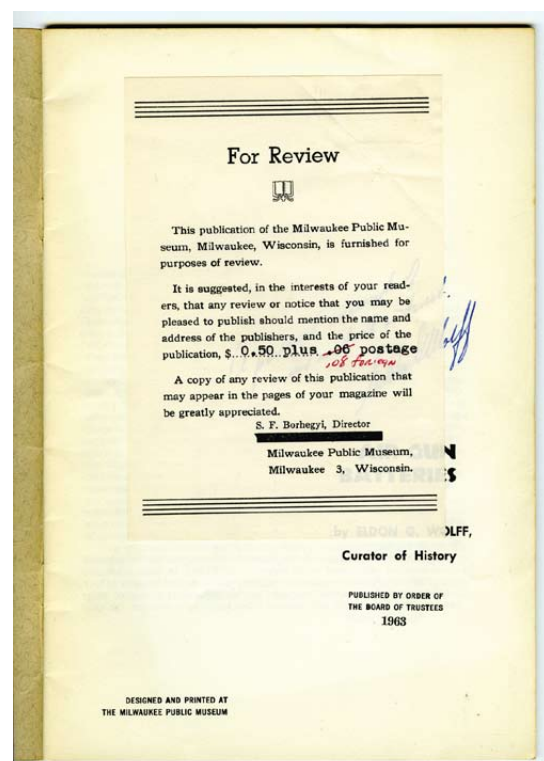 For Review
This publication of the Milwaukee Public Mu-
seum, Milwaukee, Wisconsin, is furnished for
purposes of review.
It is suggested, in the interests of your read-
ers, that any review or notice that you may be
pleased to publish should mention the name and
address of the publishers, and the price of the
publication, $ 0.50 plus .06 postage
.08 foreign
A copy of any review of this publication that
may appear in the pages of your magazine will
be greatly appreciated.
S. F. Borhegyi, Director
Milwaukee Public Museum,
Milwaukee 3, Wisconsin.
GUN
BATTERIES
by ELDON G. WOLFF,
Curator of History
PUBLISHED BY ORDER OF
THE BOARD OF TRUSTEES
1963
DESIGNED AND PRINTED AT
THE MILWAUKEE PUBLIC MUSEUM